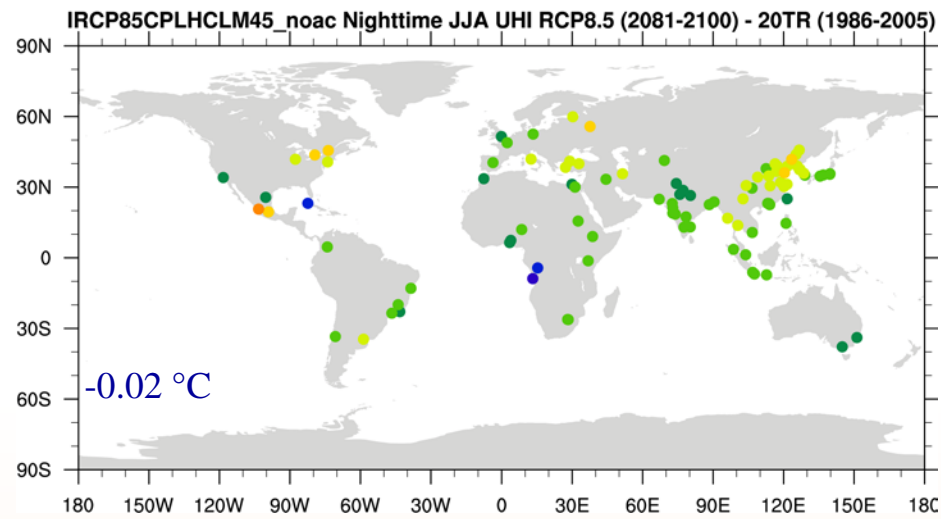 IRCP85CPLHCLM45_noac Nighttime JJA UHI RCP8.5 (2081-2100) - 20TR (1986-2005)
90N
60N
30N
0
30S
-0.02 °C
60S
90S
180 150W 120W 90W 60W 30W 0 30E 60E 90E 120E 150E 180